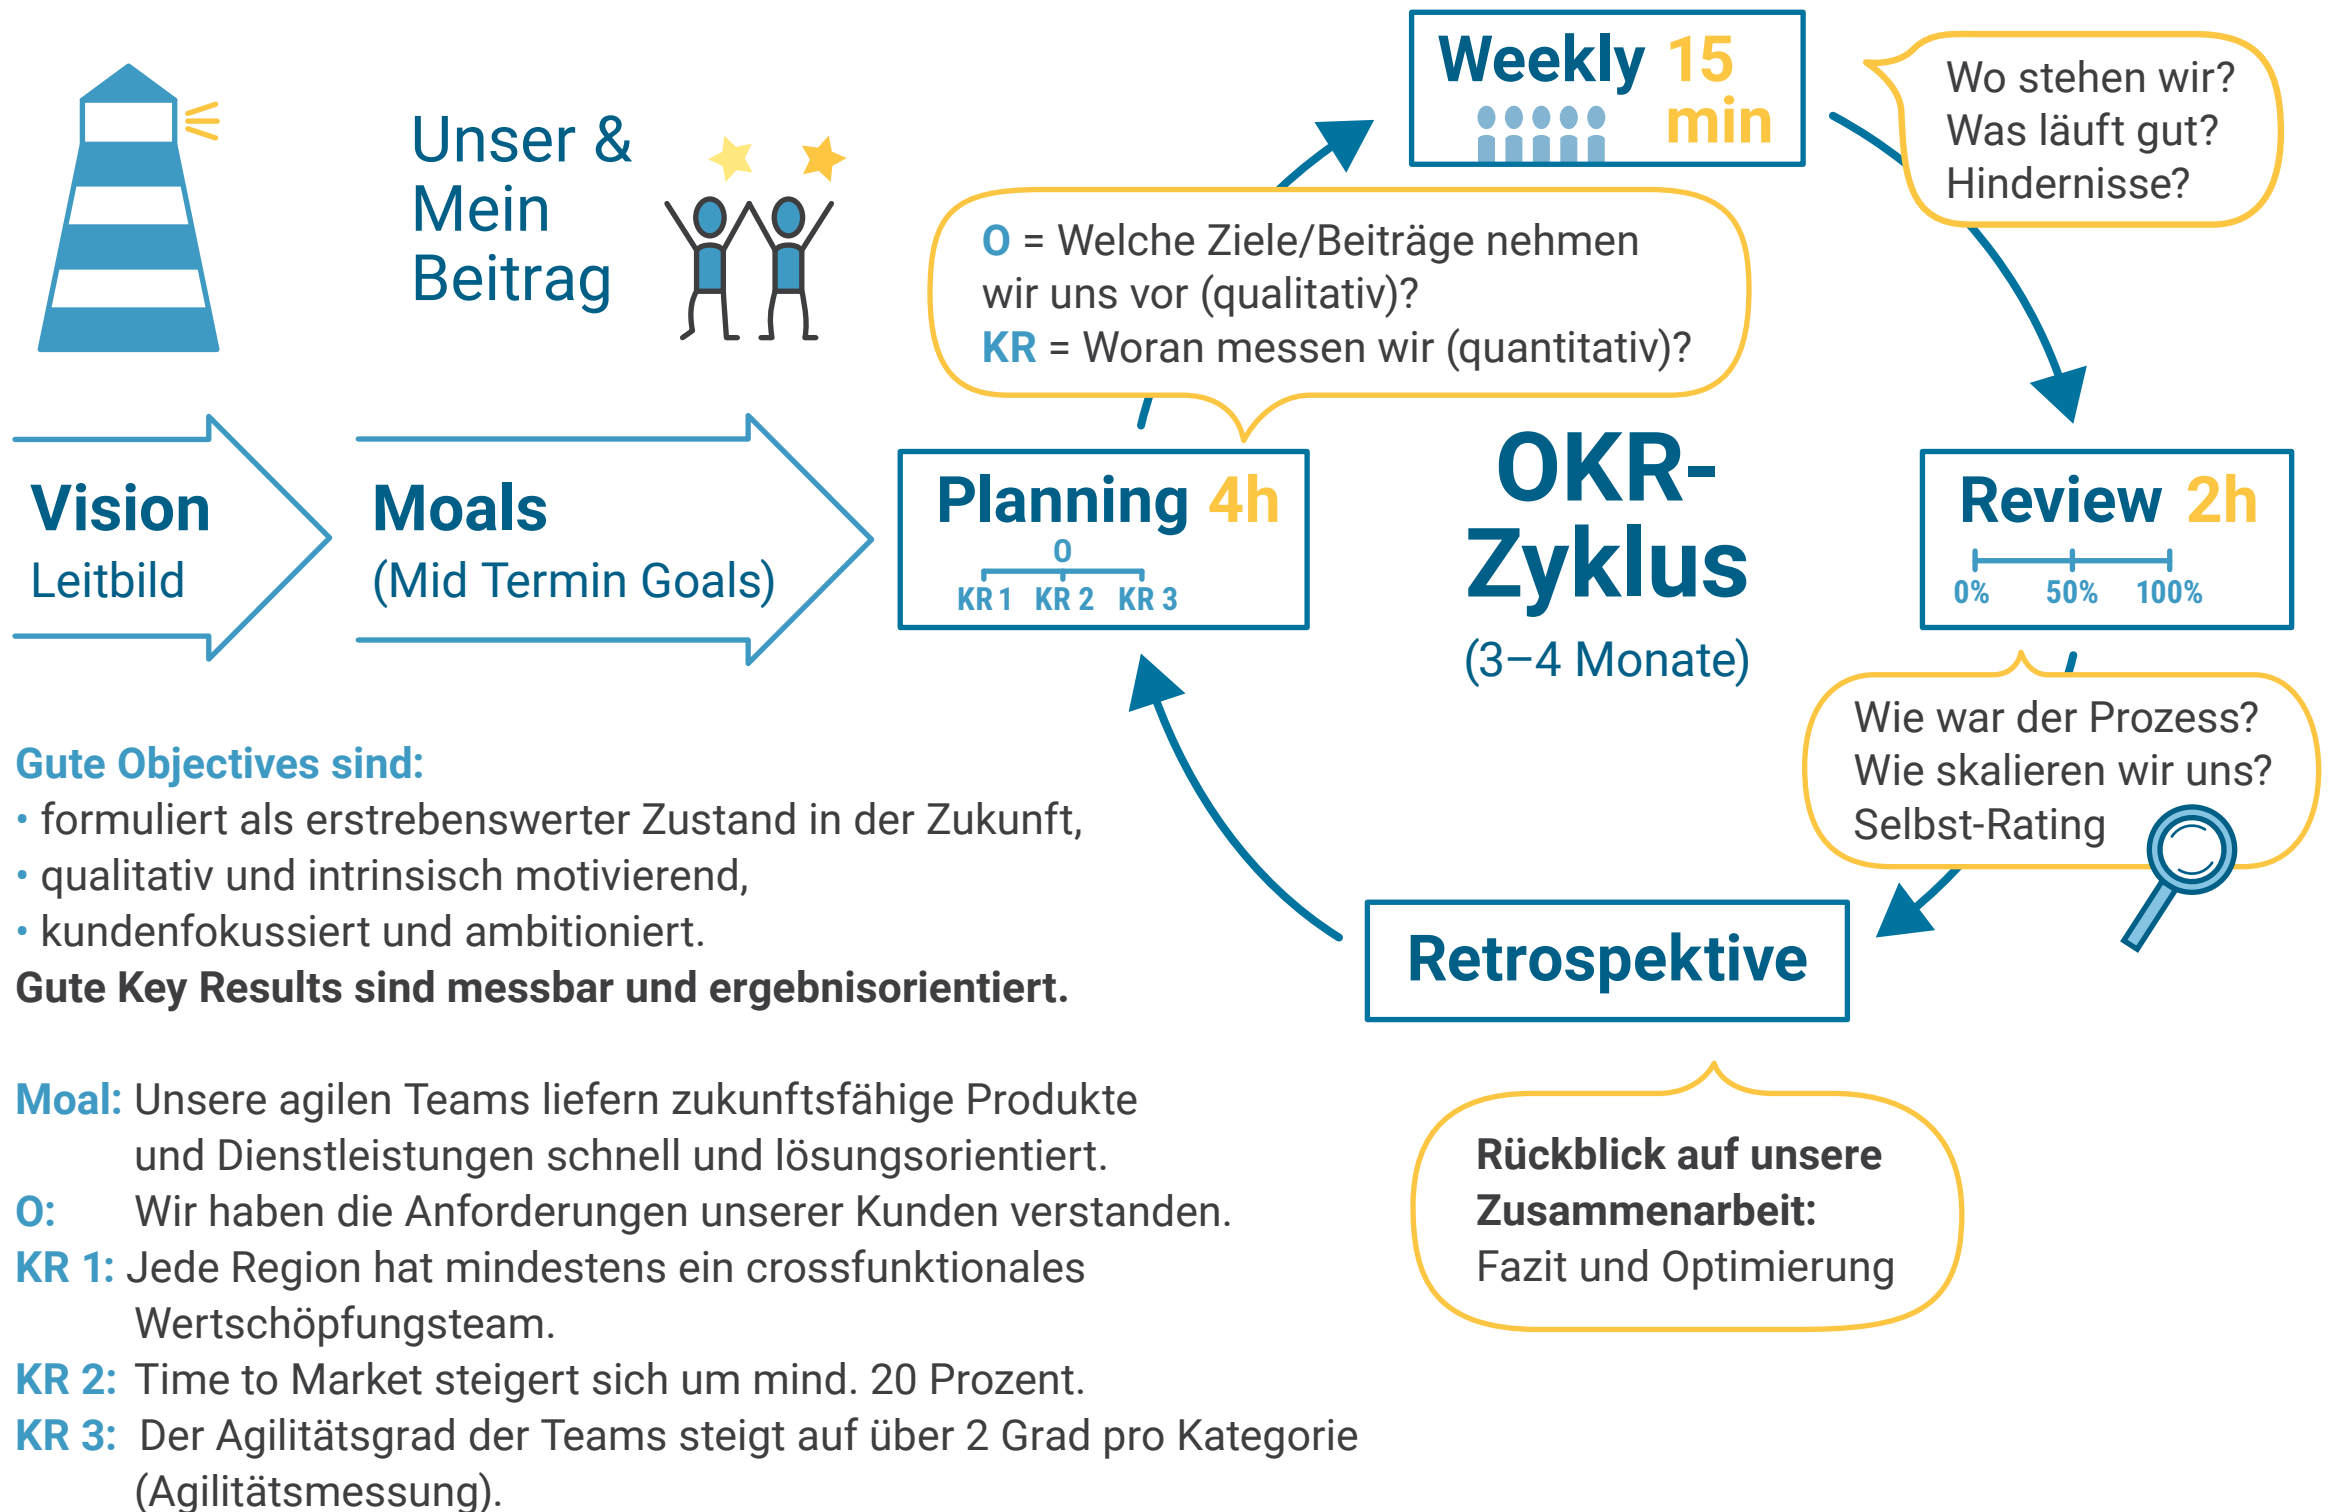 Unser &
Mein
Beitrag
Vision
Leitbild
Moals
(Mid Termin Goals)
Weekly 15
min
Wo stehen wir?
Was läuft gut?
Hindernisse?
O = Welche Ziele/Beiträge nehmen
wir uns vor (qualitativ)?
KR = Woran messen wir (quantitativ)?
Planning 4h
O
KR 1 KR 2 KR 3
OKR-
Zyklus
(3–4 Monate)
Review 2h
0% 50% 100%
Wie war der Prozess?
Wie skalieren wir uns?
Selbst-Rating
Retrospektive
Rückblick auf unsere
Zusammenarbeit:
Fazit und Optimierung
Gute Objectives sind:
• formuliert als erstrebenswerter Zustand in der Zukunft,
• qualitativ und intrinsisch motivierend,
• kundenfokussiert und ambitioniert.
Gute Key Results sind messbar und ergebnisorientiert.
Moal: Unsere agilen Teams liefern zukunftsfähige Produkte
und Dienstleistungen schnell und lösungsorientiert.
O: Wir haben die Anforderungen unserer Kunden verstanden.
KR 1: Jede Region hat mindestens ein crossfunktionales
Wertschöpfungsteam.
KR 2: Time to Market steigert sich um mind. 20 Prozent.
KR 3: Der Agilitätsgrad der Teams steigt auf über 2 Grad pro Kategorie
(Agilitätsmessung).